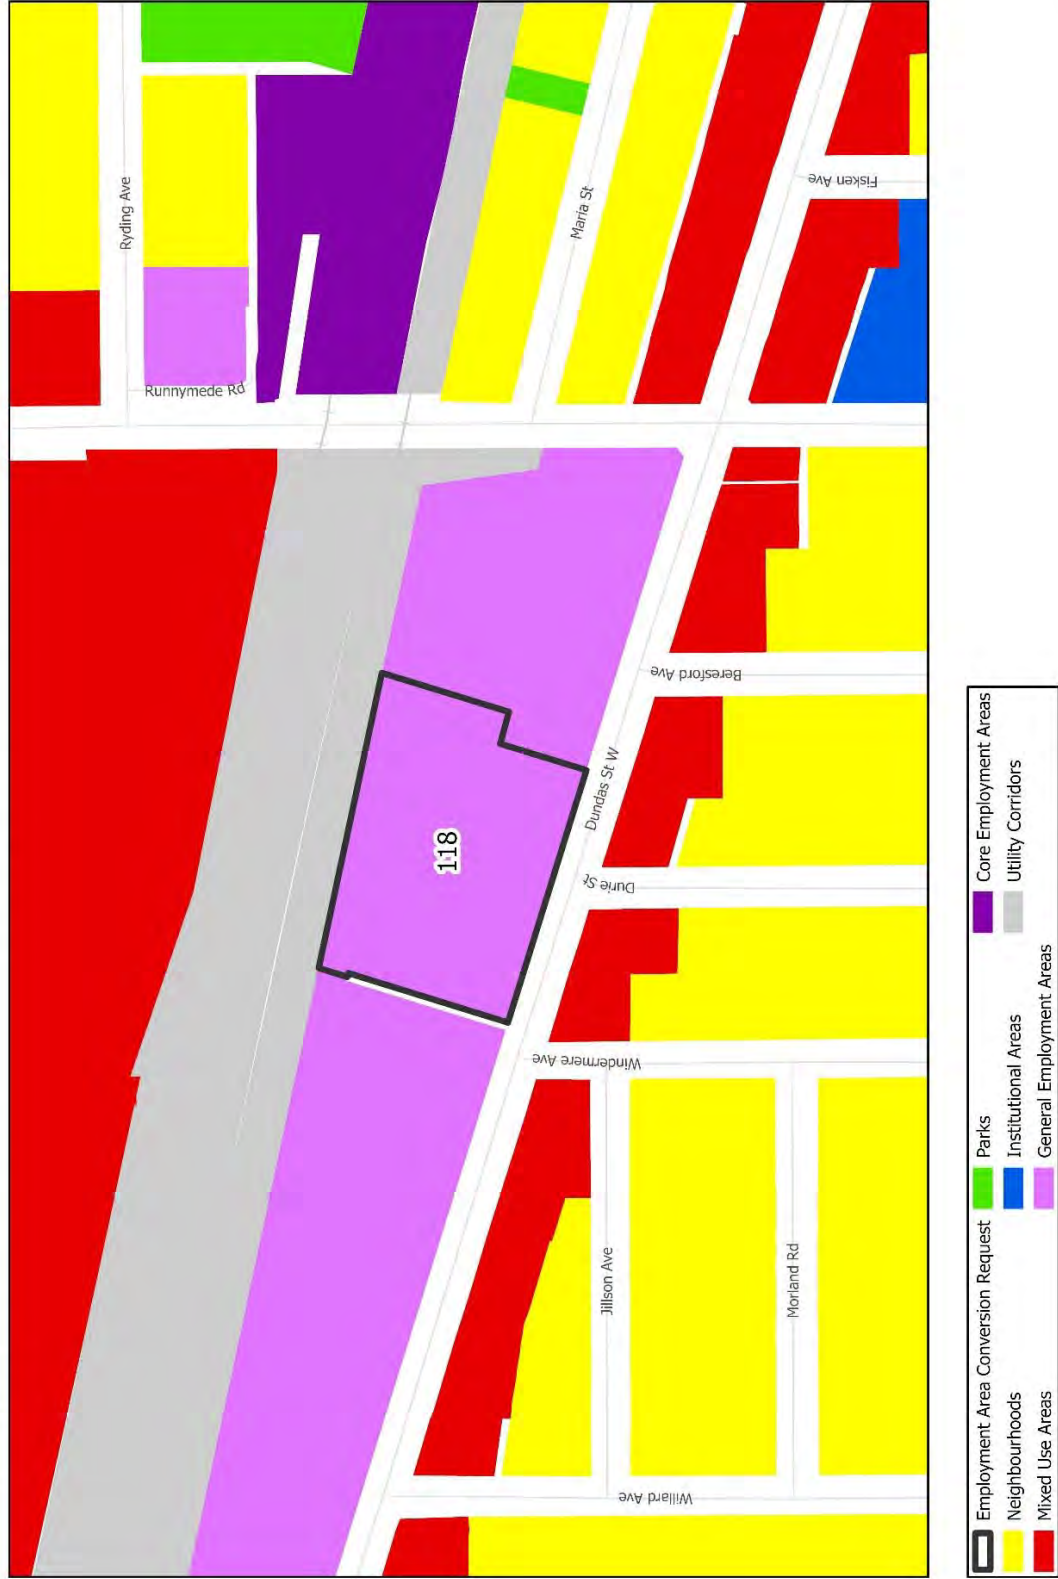 Ryding Ave
Runnymede Rd
Maria St
Fisken Ave
118
Dundas St W
Beresford Ave
Durie St
Windermere Ave
Jillson Ave
Morland Rd
Willard Ave
Employment Area Conversion Request
Neighbourhoods
Mixed Use Areas
Parks
Institutional Areas
General Employment Areas
Core Employment Areas
Utility Corridors